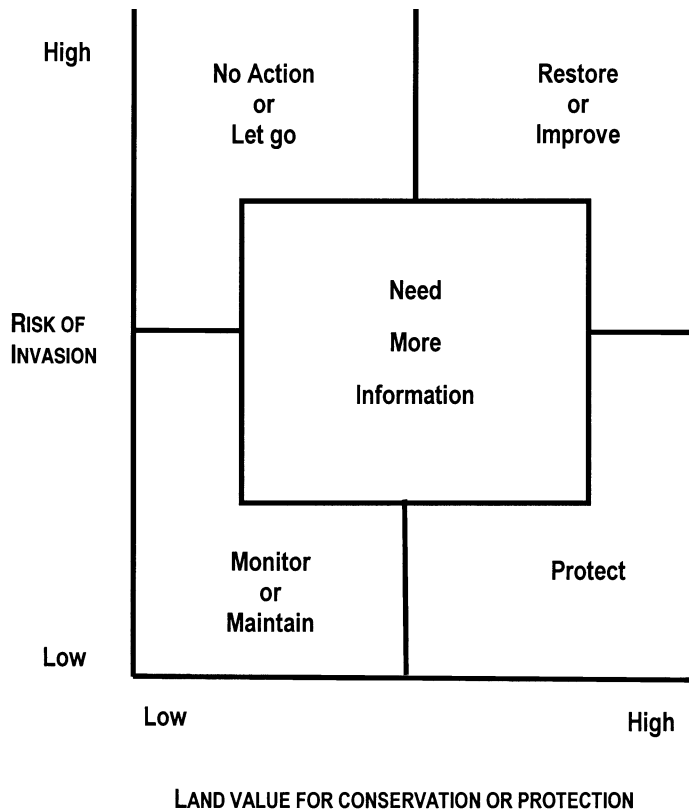 High
No Action
or
Let go
Restore
or
Improve
Need
More
Information
RISK OF
INVASION
Monitor
or
Maintain
Protect
Low
Low
High
LAND VALUE FOR CONSERVATION OR PROTECTION